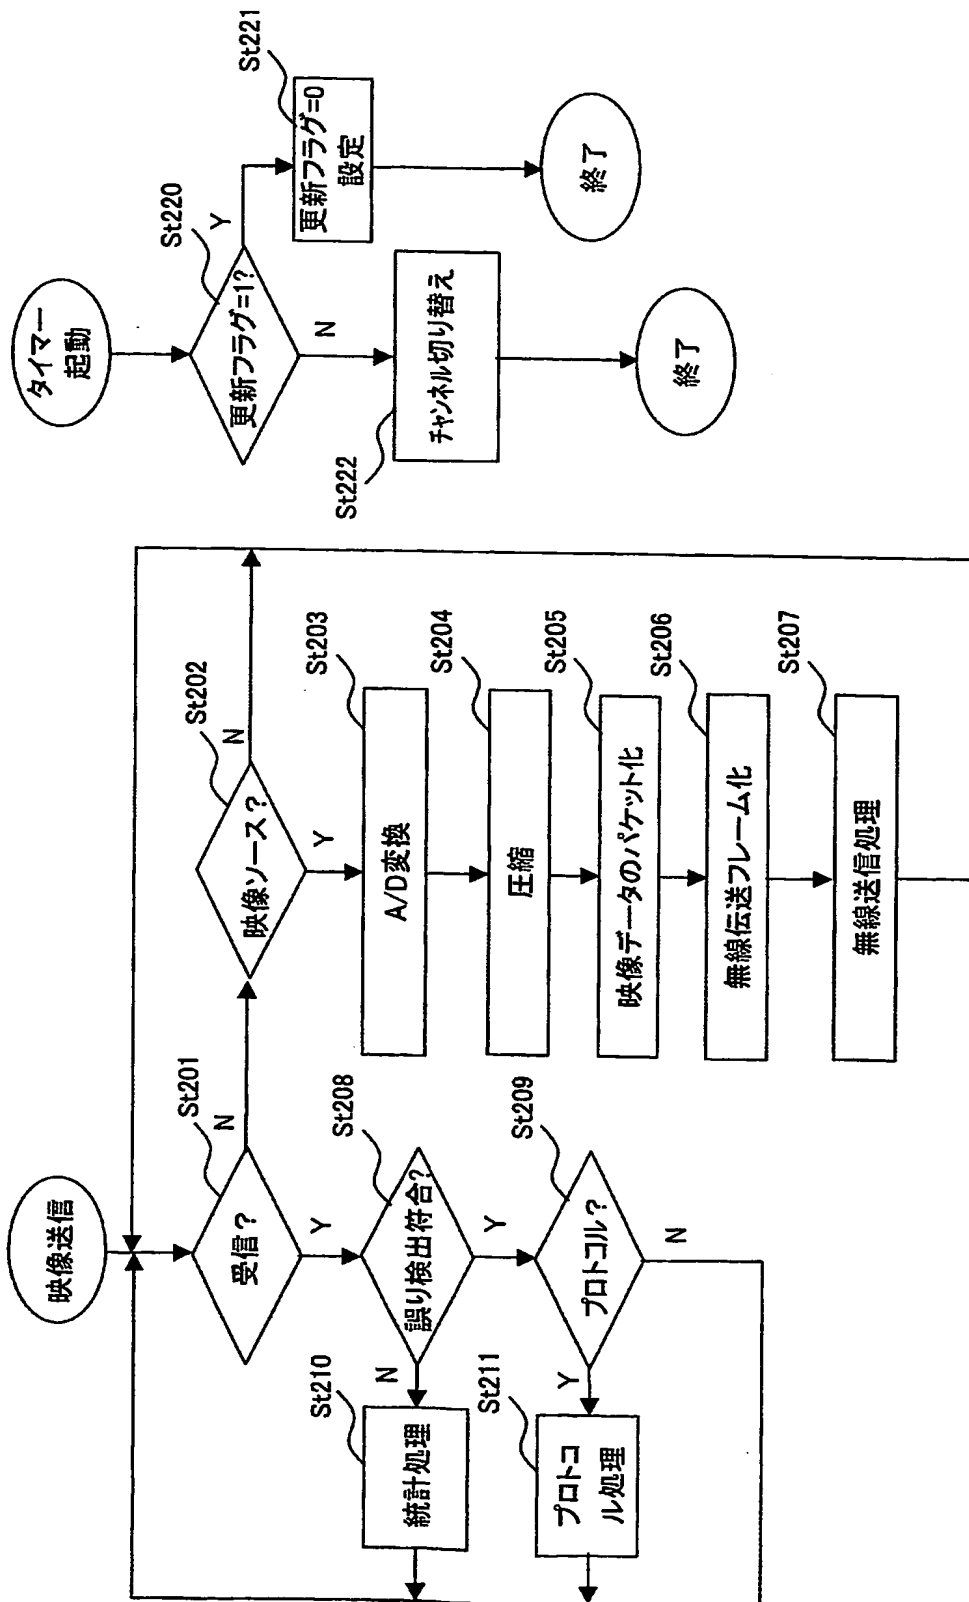 映像送信
受信?
St201
N
Y
映像ソース?
St202
N
Y
A/D変換
St203
圧縮
St204
映像データのパケット化
St205
無線伝送フレーム化
St206
無線送信処理
St207
誤り検出符合?
St208
N
Y
プロトコル?
St209
Y
N
統計処理
St210
プロトコ
ル処理
St211
タイマー
起動
更新フラグ=1?
St220
Y
N
更新フラグ=0
設定
St221
終了
チャンネル切り替え
St222
終了